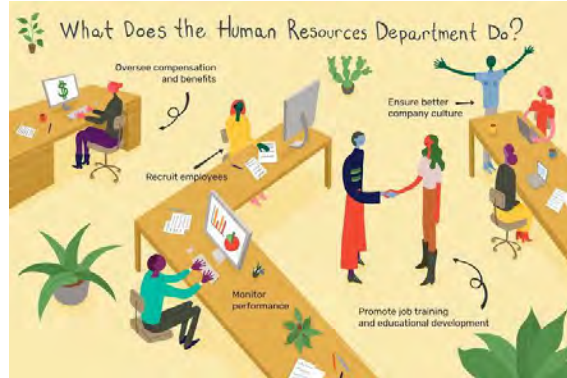 What Does the Human Resources Department Do?
Oversee compensation
and benefits
$
Ensure better
company culture
Recruit employees
Monitor
performance
Promote job training
and educational development